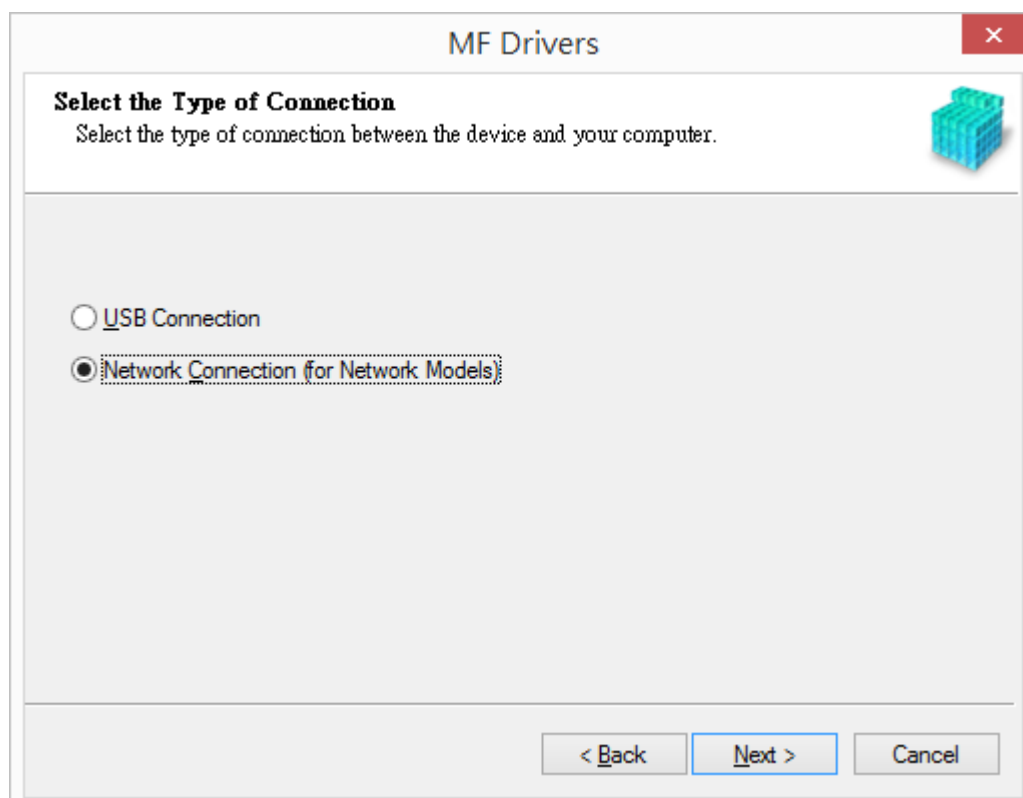 MF Drivers
Select the Type of Connection
Select the type of connection between the device and your computer.
USB Connection
Network Connection (for Network Models)
< Back
Next >
Cancel